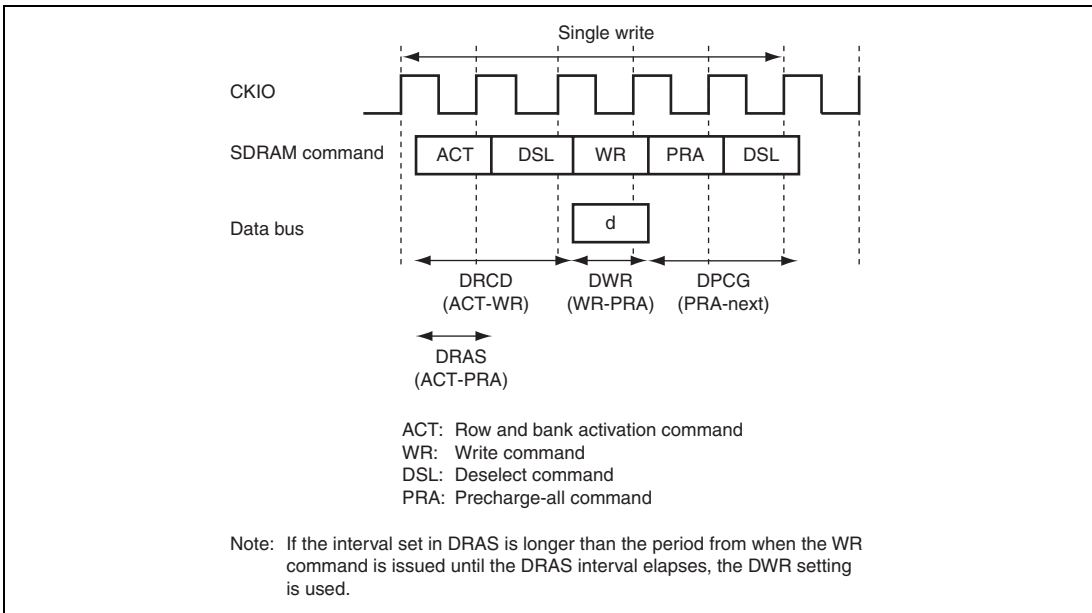 Single write
CKIO
SDRAM command
ACT DSL WR PRA DSL
Data bus
d
DRCD DWR DPCG
(ACT-WR) (WR-PRA) (PRA-next)
DRAS
(ACT-PRA)
ACT: Row and bank activation command
WR: Write command
DSL: Deselect command
PRA: Precharge-all command
Note: If the interval set in DRAS is longer than the period from when the WR
command is issued until the DRAS interval elapses, the DWR setting
is used.